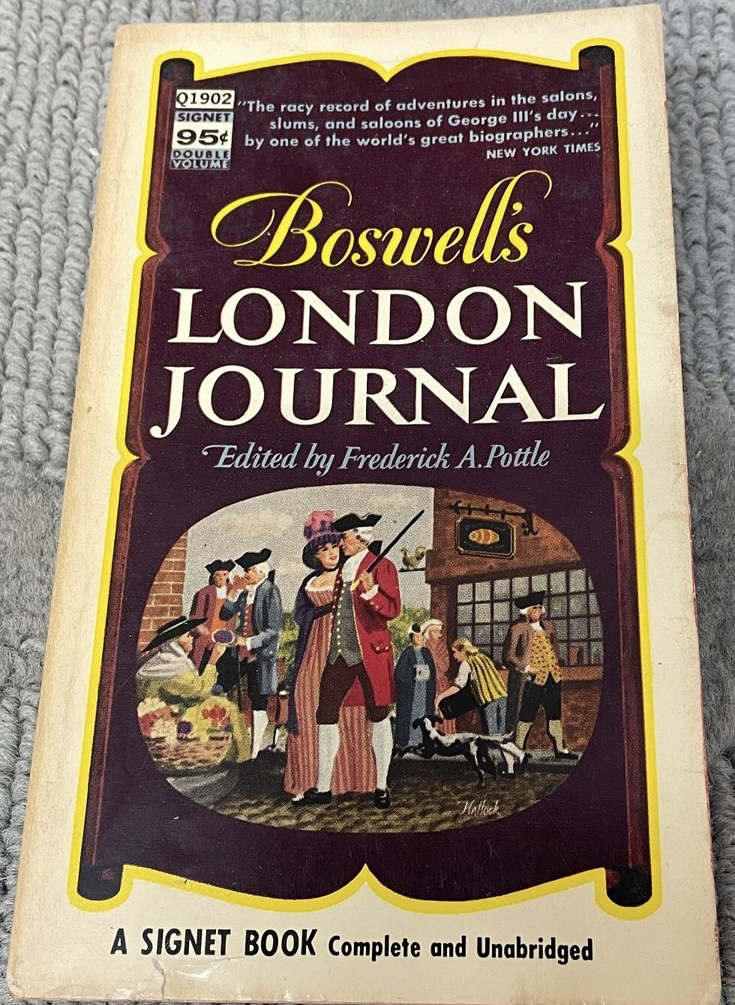 Q1902
SIGNET
95¢
DOUBLE
VOLUME
"The racy record of adventures in the salons,
slums, and saloons of George III's day...
by one of the world's great biographers..."
NEW YORK TIMES
Boswell's
LONDON
JOURNAL
Edited by Frederick A. Pottle
Hallock
A SIGNET BOOK Complete and Unabridged